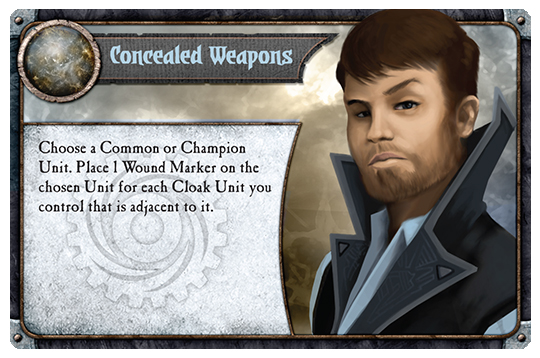 Concealed Weapons
Choose a Common or Champion
Unit. Place 1 Wound Marker on the
chosen Unit for each Cloak Unit you
control that is adjacent to it.